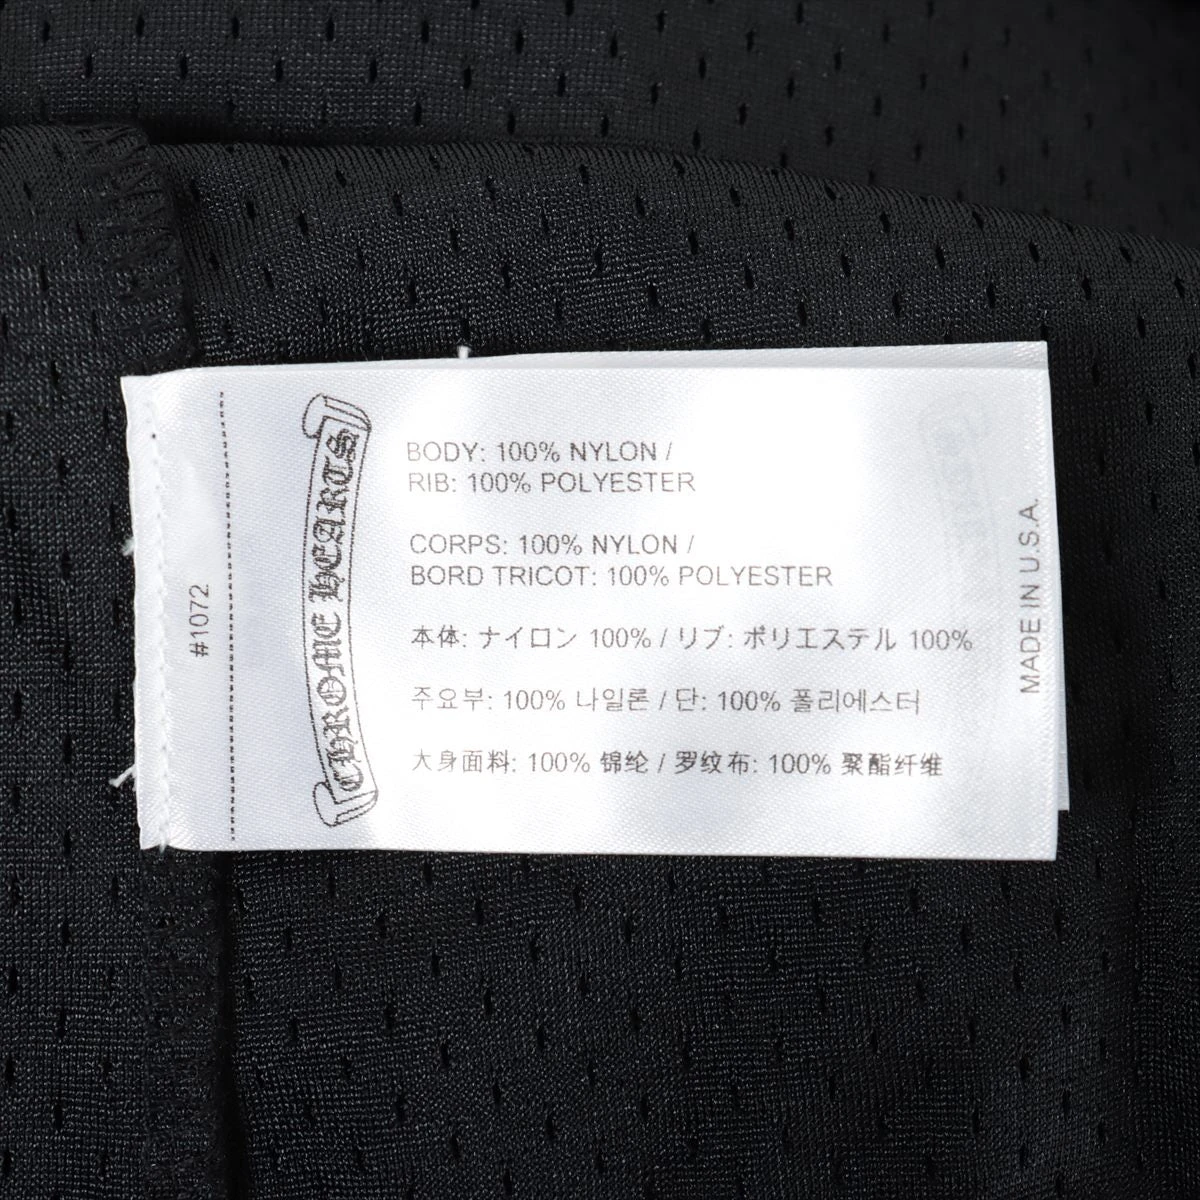 #1072
CHROME HEARTS
BODY: 100% NYLON /
RIB: 100% POLYESTER
CORPS: 100% NYLON /
BORD TRICOT: 100% POLYESTER
本体: ナイロン 100% / リブ: ポリエステル 100%
주요부: 100% 나일론 / 단: 100% 폴리에스터
大身面料: 100% 锦纶 / 罗纹布: 100% 聚酯纤维
MADE IN U.S.A.